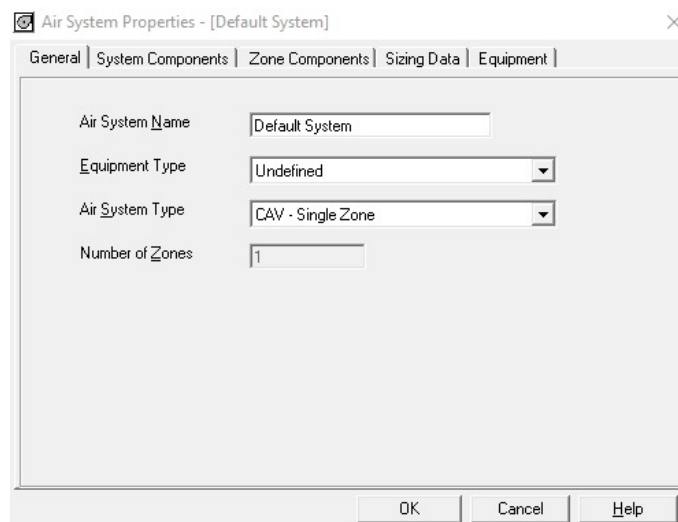 Air System Properties - [Default System]
General | System Components | Zone Components | Sizing Data | Equipment |
Air System Name Default System
Equipment Type Undefined
Air System Type CAV - Single Zone
Number of Zones 1
OK Cancel Help